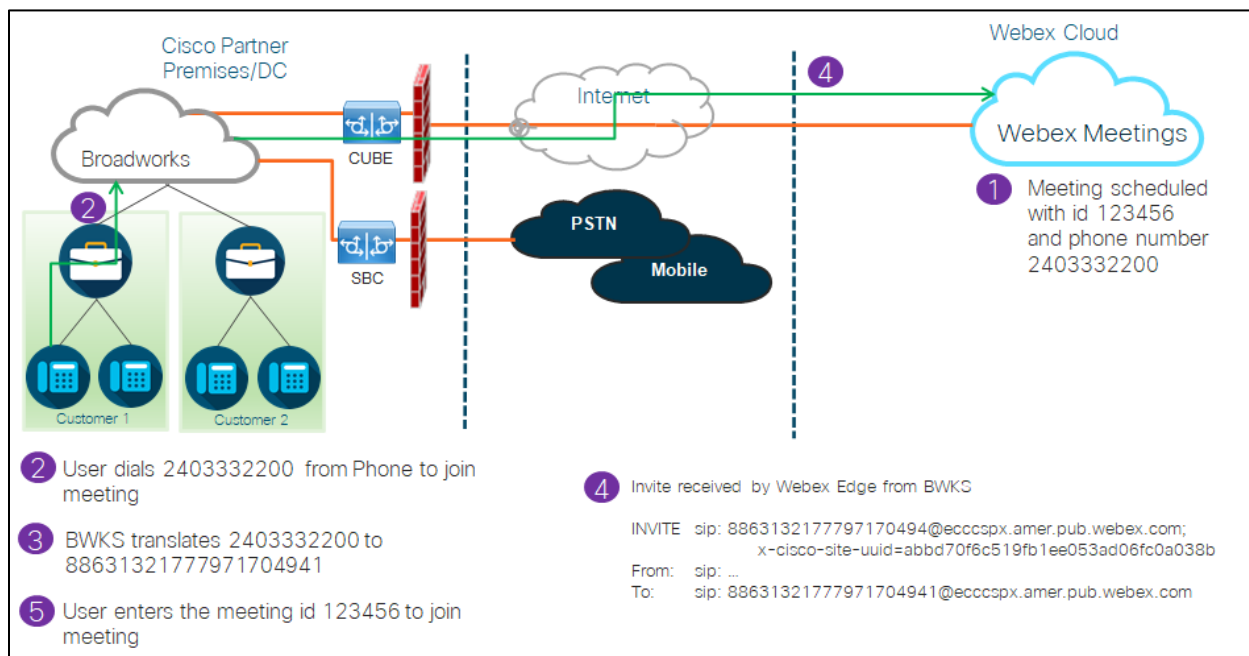 Cisco Partner
Premises/DC
Webex Cloud
4
Internet
Broadworks
CUBE
Webex Meetings
2
1 Meeting scheduled
with id 123456
and phone number
2403332200
PSTN
SBC
Mobile
Customer 1
Customer 2
2 User dials 2403332200 from Phone to join
meeting
3 BWKS translates 2403332200 to
88631321777971704941
5 User enters the meeting id 123456 to join
meeting
4 Invite received by Webex Edge from BWKS
INVITE sip: 8863132177797170494@ecccspx.amer.pub.webex.com;
x-cisco-site-uuid=abbd70f6c519fb1ee053ad06fc0a038b
From: sip: ...
To: sip: 88631321777971704941@ecccspx.amer.pub.webex.com